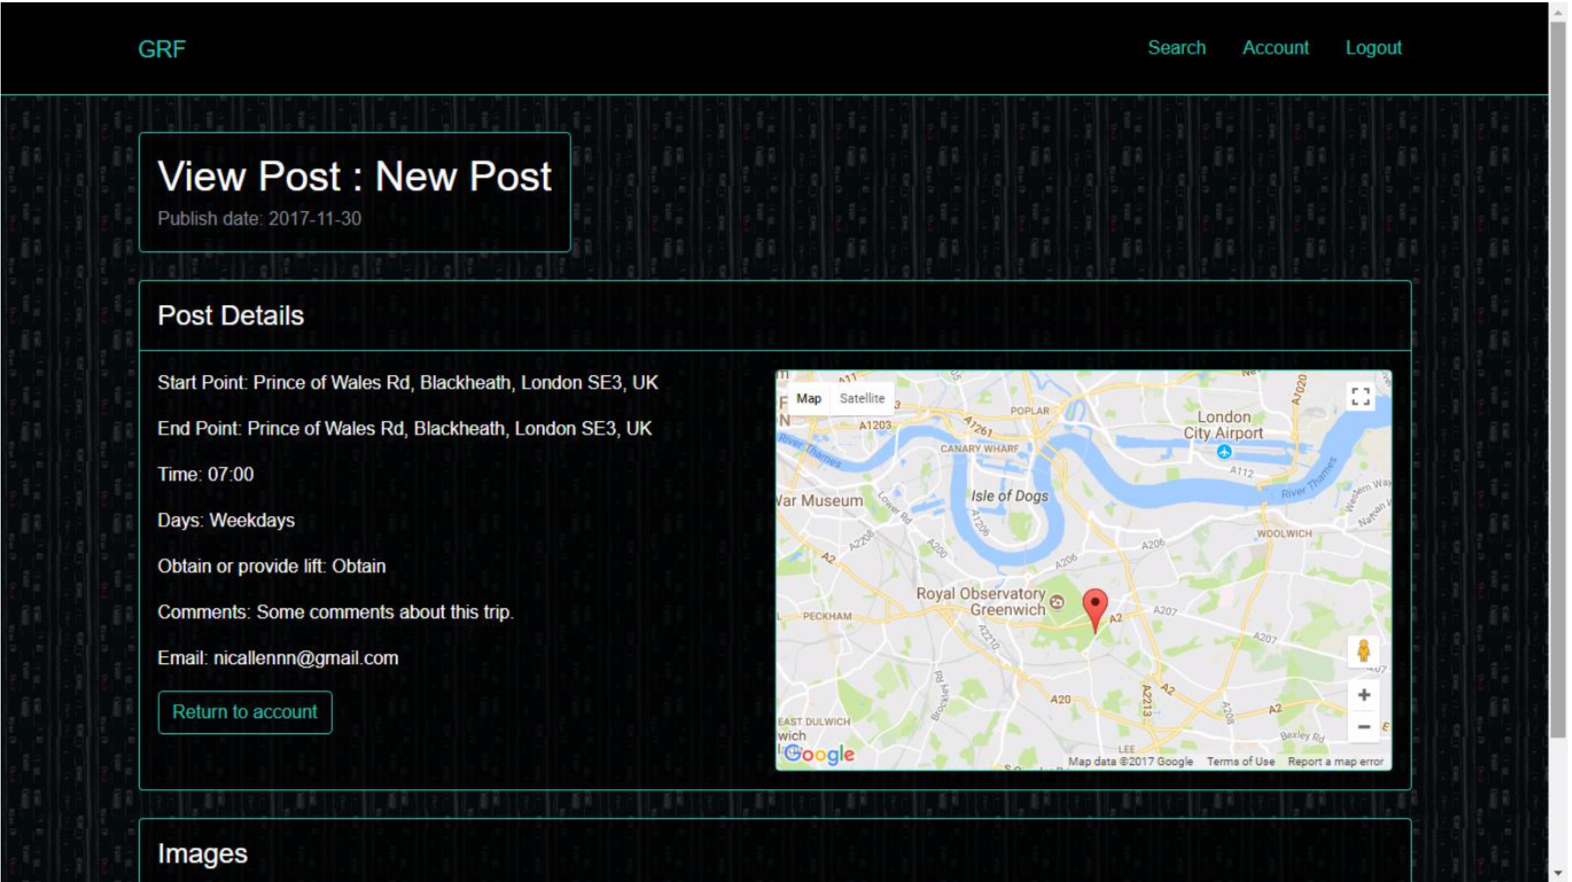 GRF
Search Account Logout
View Post : New Post
Publish date: 2017-11-30
Post Details
Start Point: Prince of Wales Rd, Blackheath, London SE3, UK
End Point: Prince of Wales Rd, Blackheath, London SE3, UK
Time: 07:00
Days: Weekdays
Obtain or provide lift: Obtain
Comments: Some comments about this trip.
Email: nicallennn@gmail.com
Return to account
A11
A7020
Map Satellite
POPLAR
London
City Airport
A1203
A1261
CANARY WHARF
River Thames
A112
Isle of Dogs
River Thames
War Museum
Lower Rd
A1206
Western Way
A2208
A200
A206
A206
WOOLWICH
A2
Royal Observatory
Greenwich
A2
A207
PECKHAM
A2210
A207
A20
A2213
A2
A208
A2
Brockley Rd
EAST DULWICH
wich
Bexley Rd
LEE
Google
Map data ©2017 Google Terms of Use Report a map error
Images